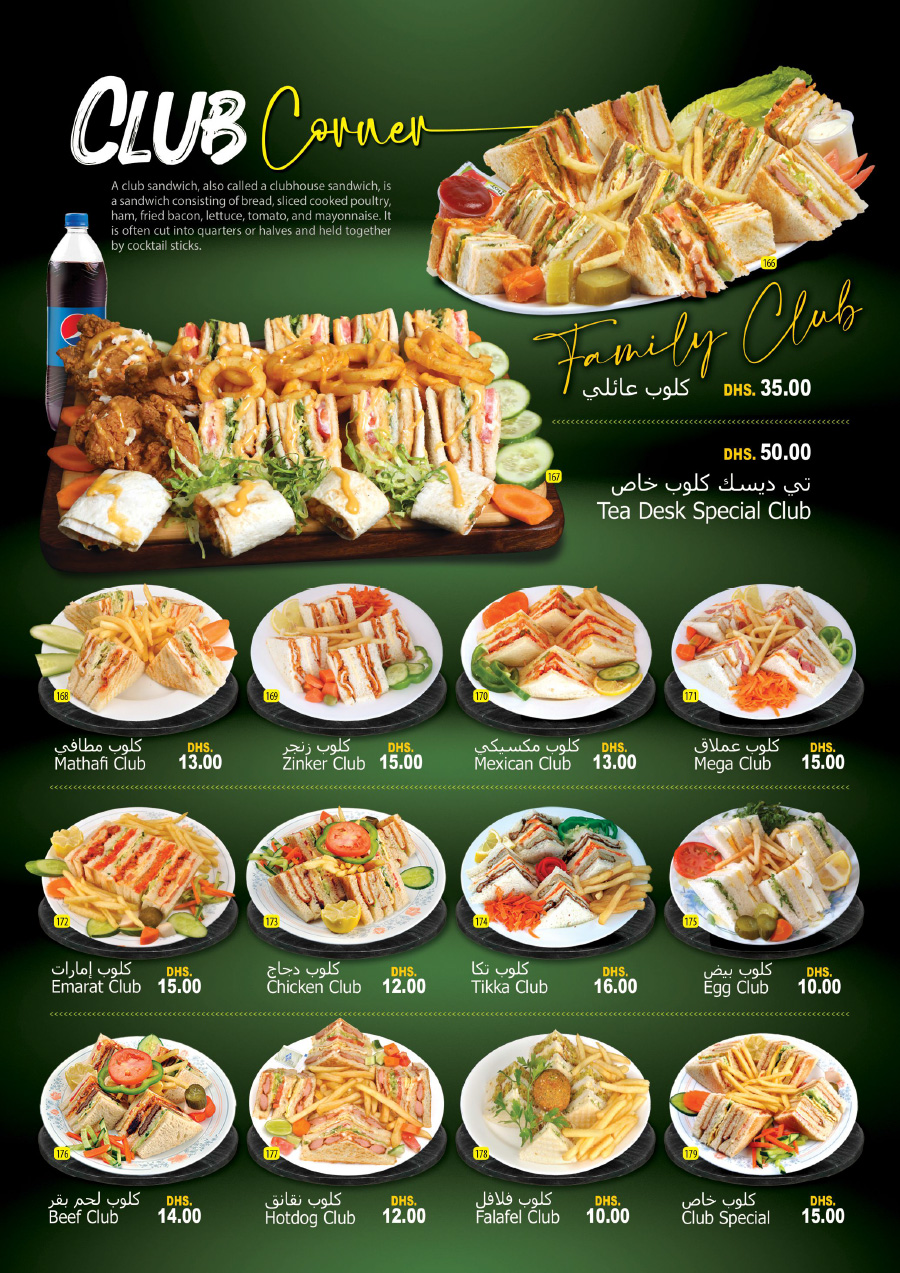 CLUB Corner
A club sandwich, also called a clubhouse sandwich, is
a sandwich consisting of bread, sliced cooked poultry,
ham, fried bacon, lettuce, tomato, and mayonnaise. It
is often cut into quarters or halves and held together
by cocktail sticks.
166
Family Club
كلوب عائلي DHS. 35.00
DHS. 50.00
167
تي ديسك كلوب خاص
Tea Desk Special Club
168
كلوب مطافي
Mathafi Club
DHS.
13.00
169
كلوب زنجر
Zinker Club
DHS.
15.00
170
كلوب مكسيكي
Mexican Club
DHS.
13.00
171
كلوب عملاق
Mega Club
DHS.
15.00
172
كلوب إمارات
Emarat Club
DHS.
15.00
173
كلوب دجاج
Chicken Club
DHS.
12.00
174
كلوب تكا
Tikka Club
DHS.
16.00
175
كلوب بيض
Egg Club
DHS.
10.00
176
كلوب لحم بقر
Beef Club
DHS.
14.00
177
كلوب نقانق
Hotdog Club
DHS.
12.00
178
كلوب فلافل
Falafel Club
DHS.
10.00
179
كلوب خاص
Club Special
DHS.
15.00